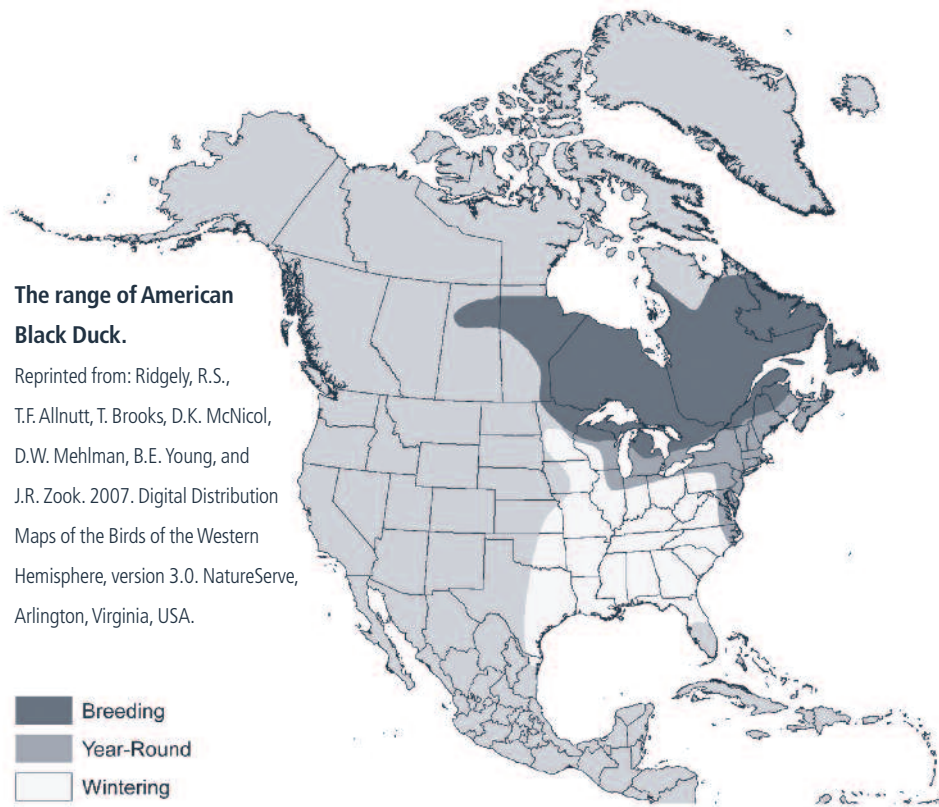 The range of American
Black Duck.
Reprinted from: Ridgely, R.S.,
T.F. Allnutt, T. Brooks, D.K. McNicol,
D.W. Mehlman, B.E. Young, and
J.R. Zook. 2007. Digital Distribution
Maps of the Birds of the Western
Hemisphere, version 3.0. NatureServe,
Arlington, Virginia, USA.
Breeding
Year-Round
Wintering